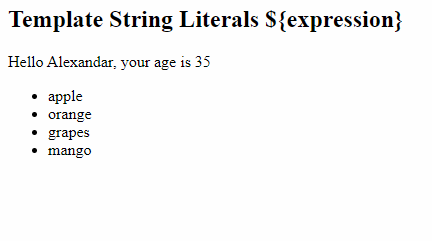 Template String Literals ${expression}
Hello Alexandar, your age is 35
apple
orange
grapes
mango